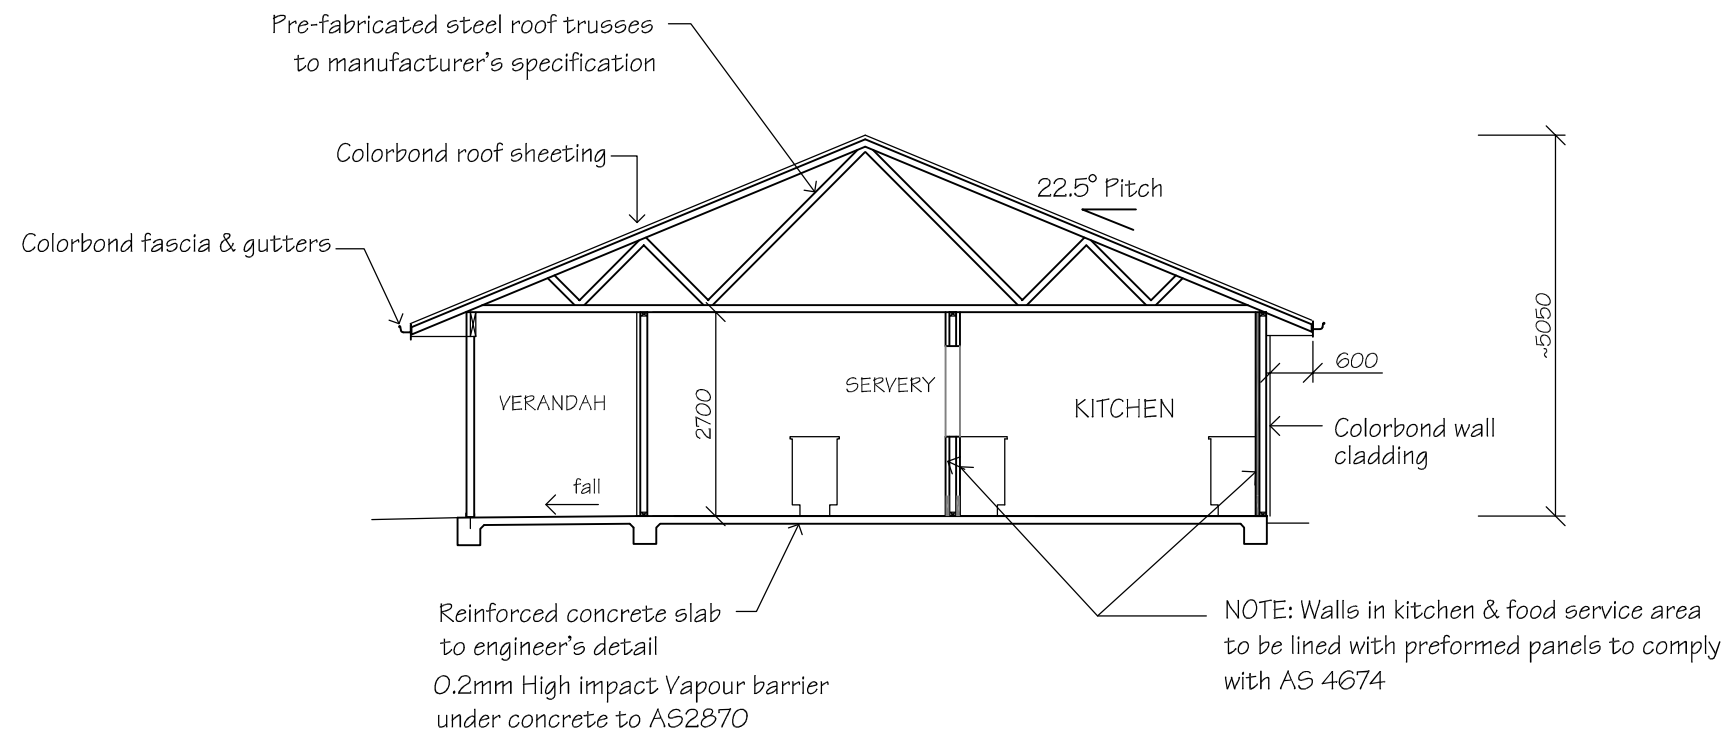 Pre-fabricated steel roof trusses
to manufacturer's specification
Colorbond roof sheeting
22.5° Pitch
Colorbond fascia & gutters
~5050
600
SERVERY
VERANDAH
2700
KITCHEN
Colorbond wall
cladding
fall
Reinforced concrete slab
to engineer's detail
0.2mm High impact Vapour barrier
under concrete to AS2870
NOTE: Walls in kitchen & food service area
to be lined with preformed panels to comply
with AS 4674